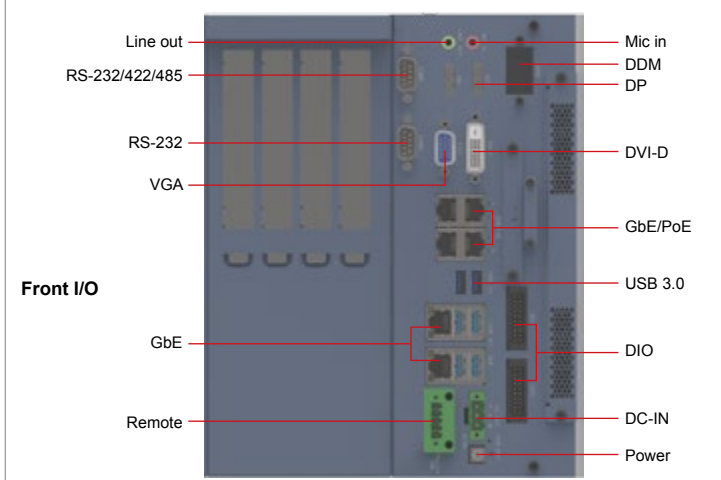 Line out
Mic in
RS-232/422/485
DDM
DP
RS-232
DVI-D
VGA
GbE/PoE
Front I/O
USB 3.0
GbE
DIO
Remote
DC-IN
Power